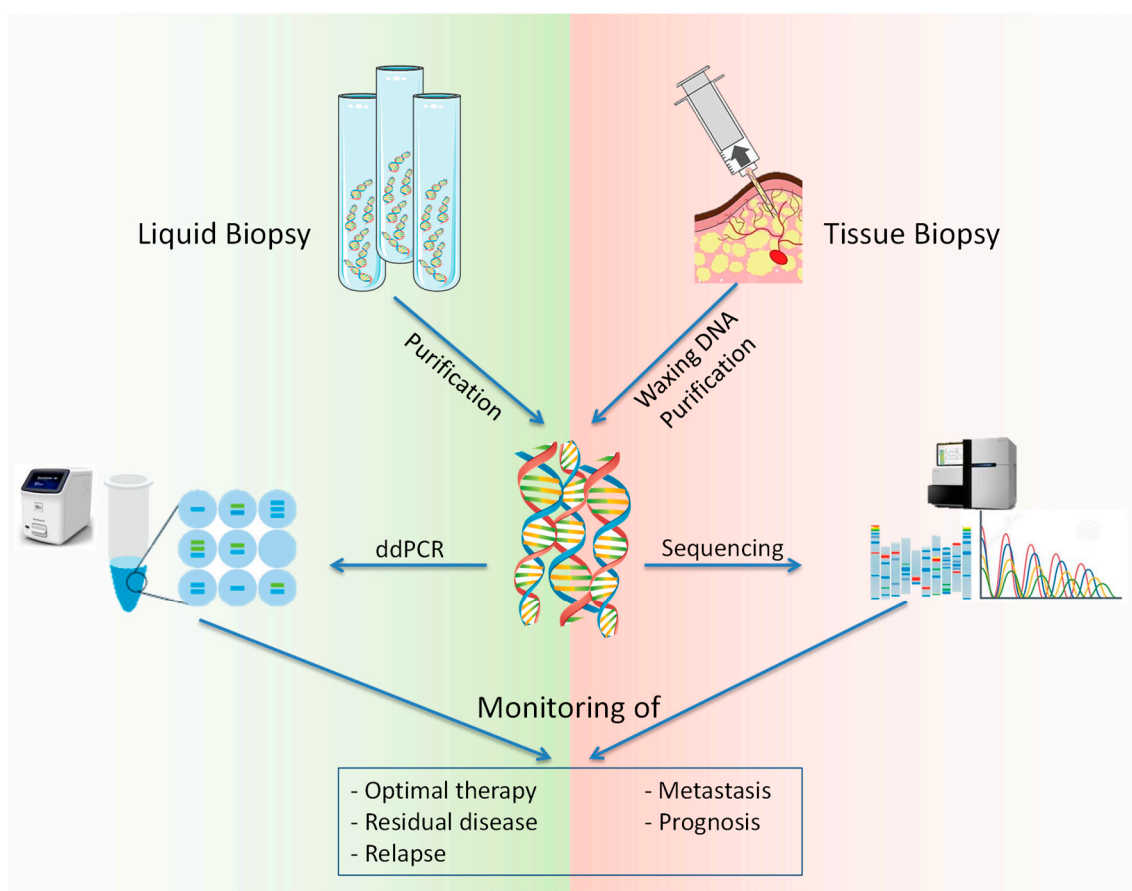 Liquid Biopsy
Tissue Biopsy
Purification
Waxing DNA
Purification
ddPCR
Sequencing
Monitoring of
- Optimal therapy
- Residual disease
- Relapse
- Metastasis
- Prognosis